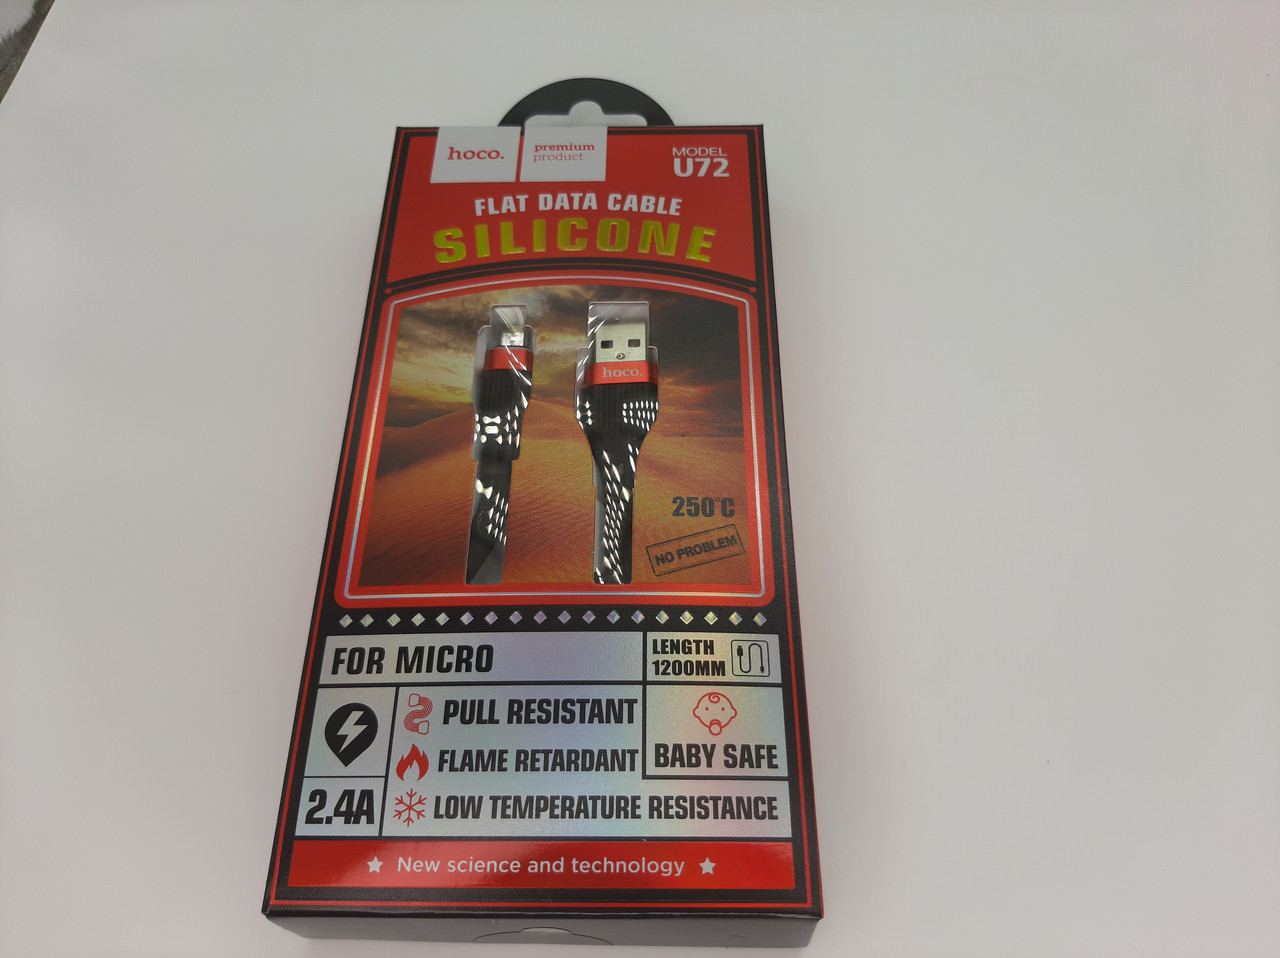 hoco.
premium
product
MODEL
U72
FLAT DATA CABLE
SILICONE
hoco.
250°C
NO PROBLEM
FOR MICRO
LENGTH
1200MM
PULL RESISTANT
FLAME RETARDANT
BABY SAFE
2.4A
LOW TEMPERATURE RESISTANCE
New science and technology